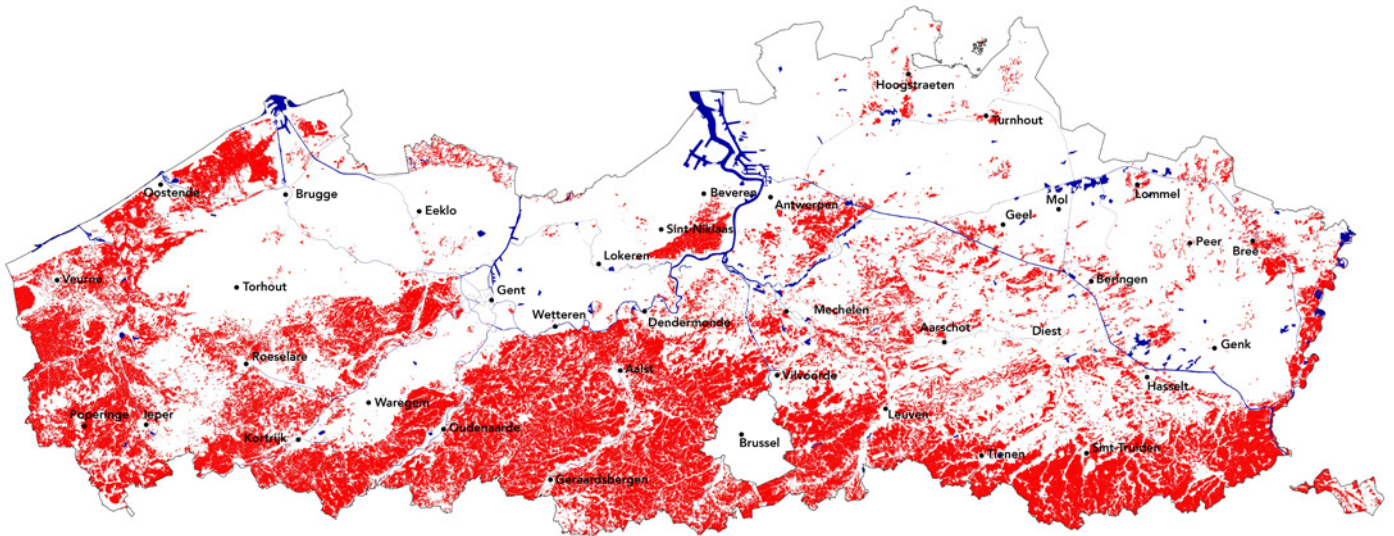 Hoogstraeten
Turnhout
Oostende
Brugge
Beveren
Lommel
Antwerpen
Eeklo
Mol
Geel
Sint-Niklaas
Peer
Bree
Lokeren
Veurne
Torhout
Gent
Beringen
Wetteren
Dendermonde
Mechelen
Aarschot
Diest
Genk
Roeselare
Aalst
Vilvoorde
Hasselt
Waregem
Poperinge
Jeper
Leuven
Kortrijk
Oudenaarde
Brussel
Tienen
Sint-Truiden
Geraardsbergen